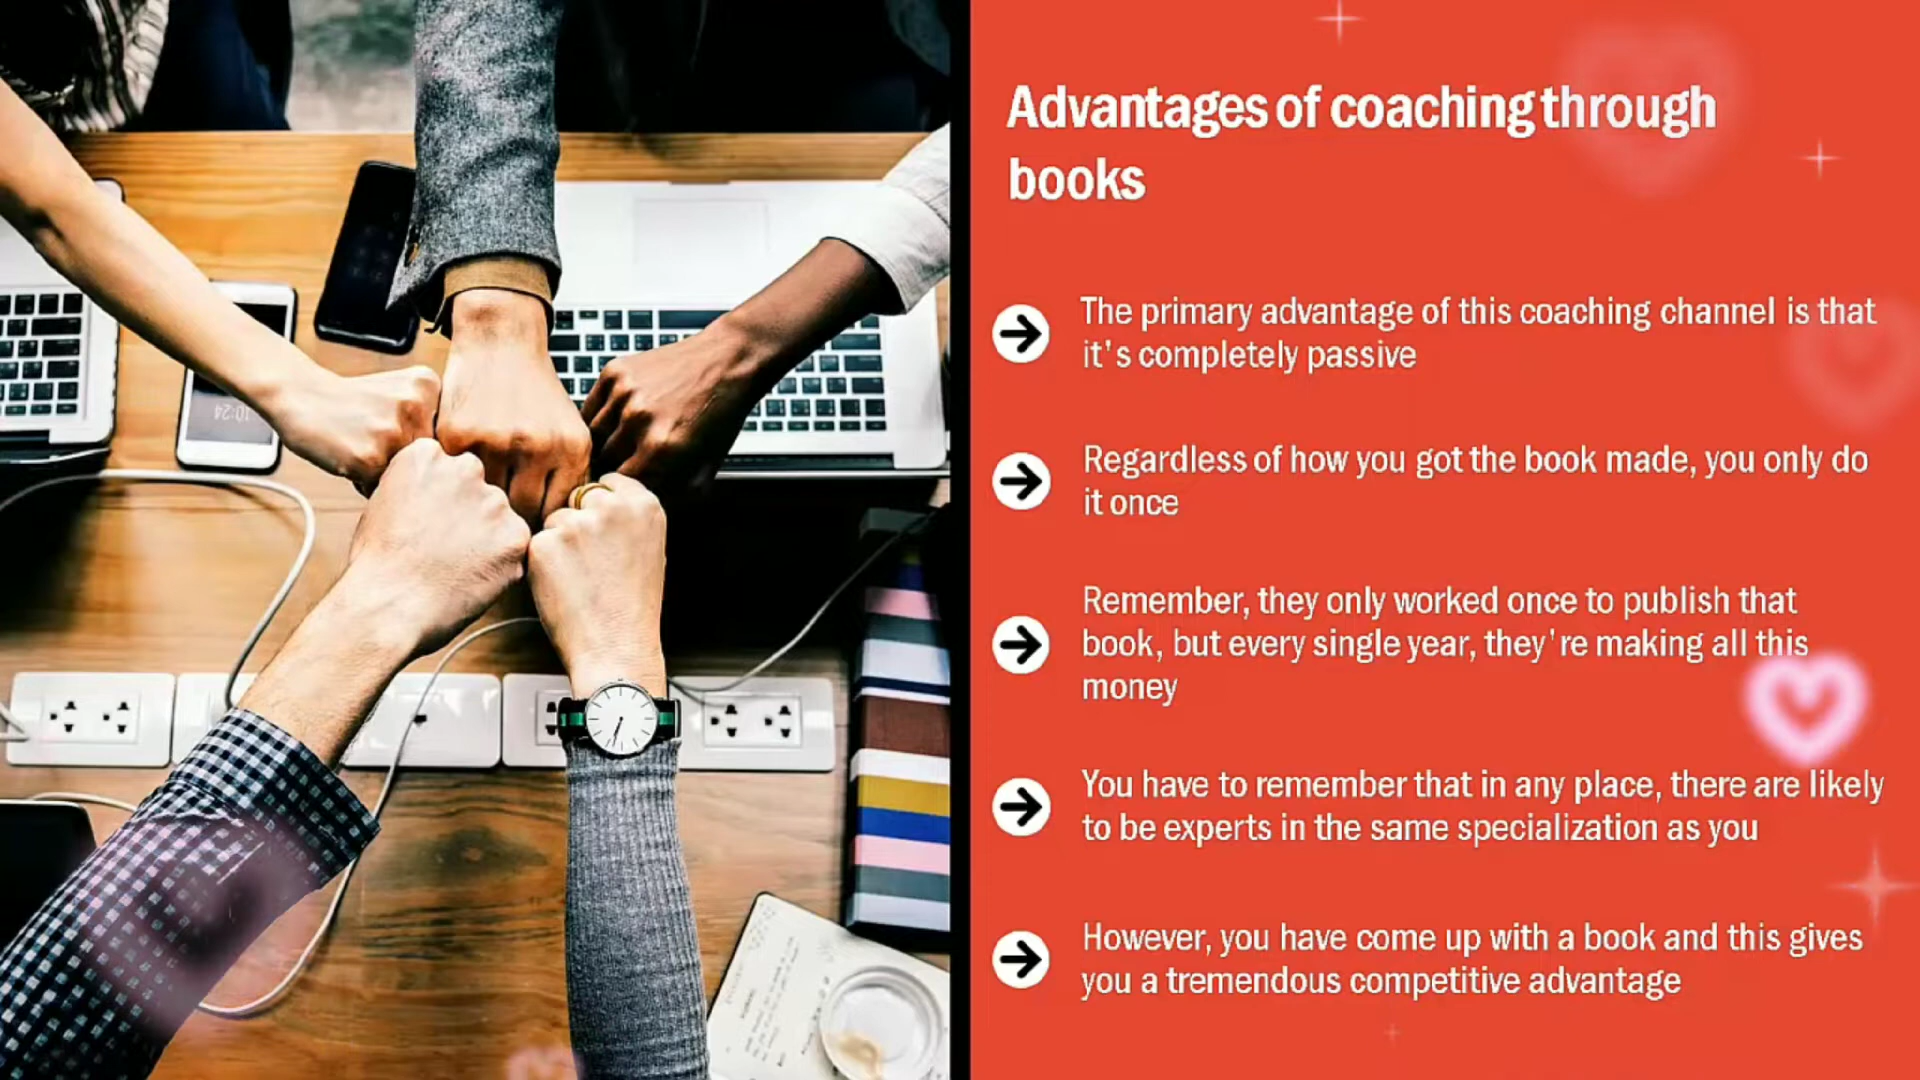 Advantages of coaching through
books
The primary advantage of this coaching channel is that
it's completely passive
Regardless of how you got the book made, you only do
it once
Remember, they only worked once to publish that
book, but every single year, they're making all this
money
You have to remember that in any place, there are likely
to be experts in the same specialization as you
However, you have come up with a book and this gives
you a tremendous competitive advantage
10:24